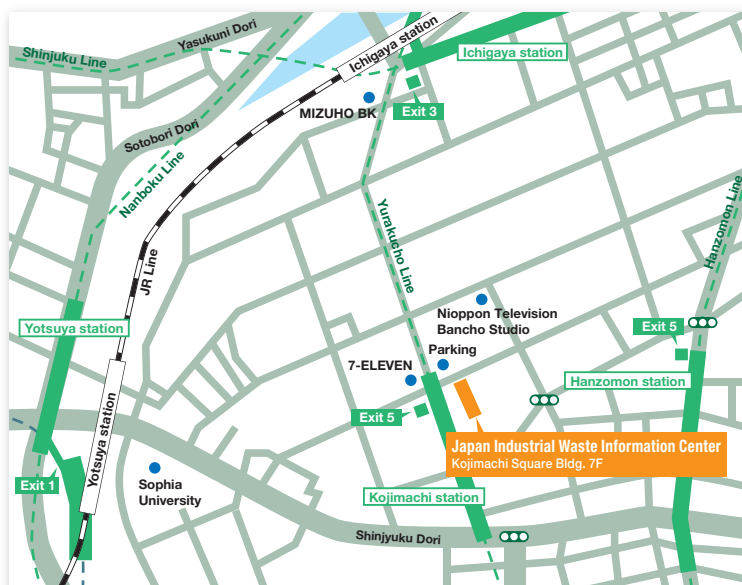 Yasukuni Dori
Shinjuku Line
Ichigaya station
Ichigaya station
MIZUHO BK
Exit 3
Sotobori Dori
Nanboku Line
JR Line
Yurakucho Line
Hanzomon Line
Nioppon Television
Bancho Studio
Yotsuya station
Exit 5
Parking
7-ELEVEN
Hanzomon station
Exit 5
Yotsuya station
Japan Industrial Waste Information Center
Kojimachi Square Bldg. 7F
Exit 1
Sophia
University
Kojimachi station
Shinjyuku Dori